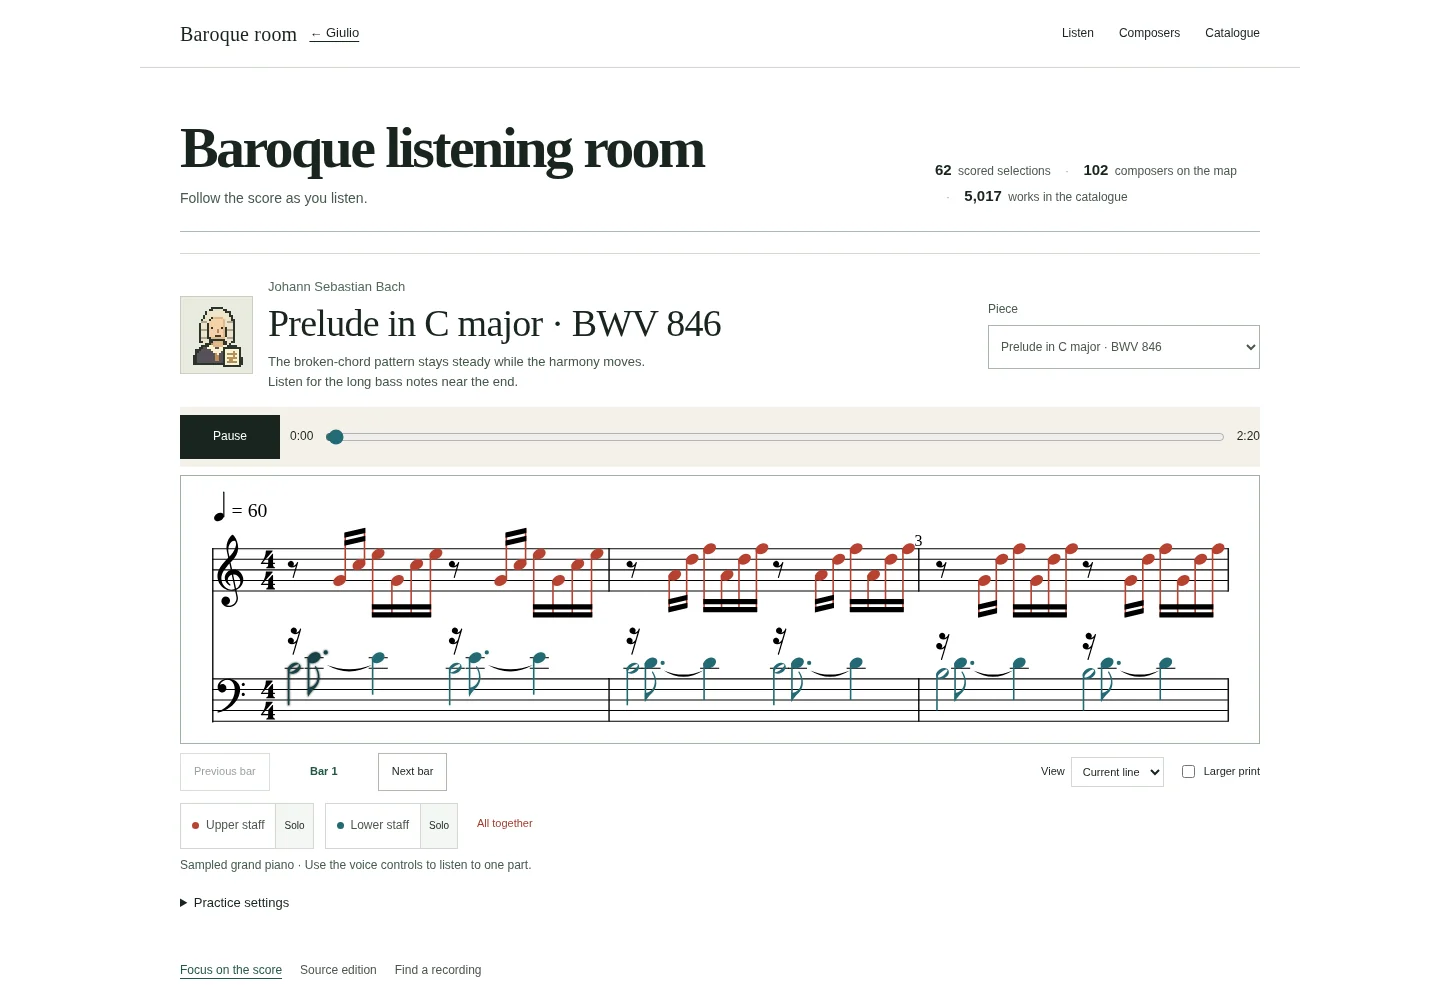 Baroque room ← Giulio Listen Composers Catalogue
Baroque listening room
Follow the score as you listen.
62 scored selections · 102 composers on the map
· 5,017 works in the catalogue
Johann Sebastian Bach
Prelude in C major · BWV 846
The broken-chord pattern stays steady while the harmony moves.
Listen for the long bass notes near the end.
Piece
Prelude in C major · BWV 846
Pause 0:00 2:20
= 60
3
4
4
4
4
Previous bar Bar 1 Next bar View Current line Larger print
Upper staff Solo Lower staff Solo All together
Sampled grand piano · Use the voice controls to listen to one part.
Practice settings
Focus on the score Source edition Find a recording